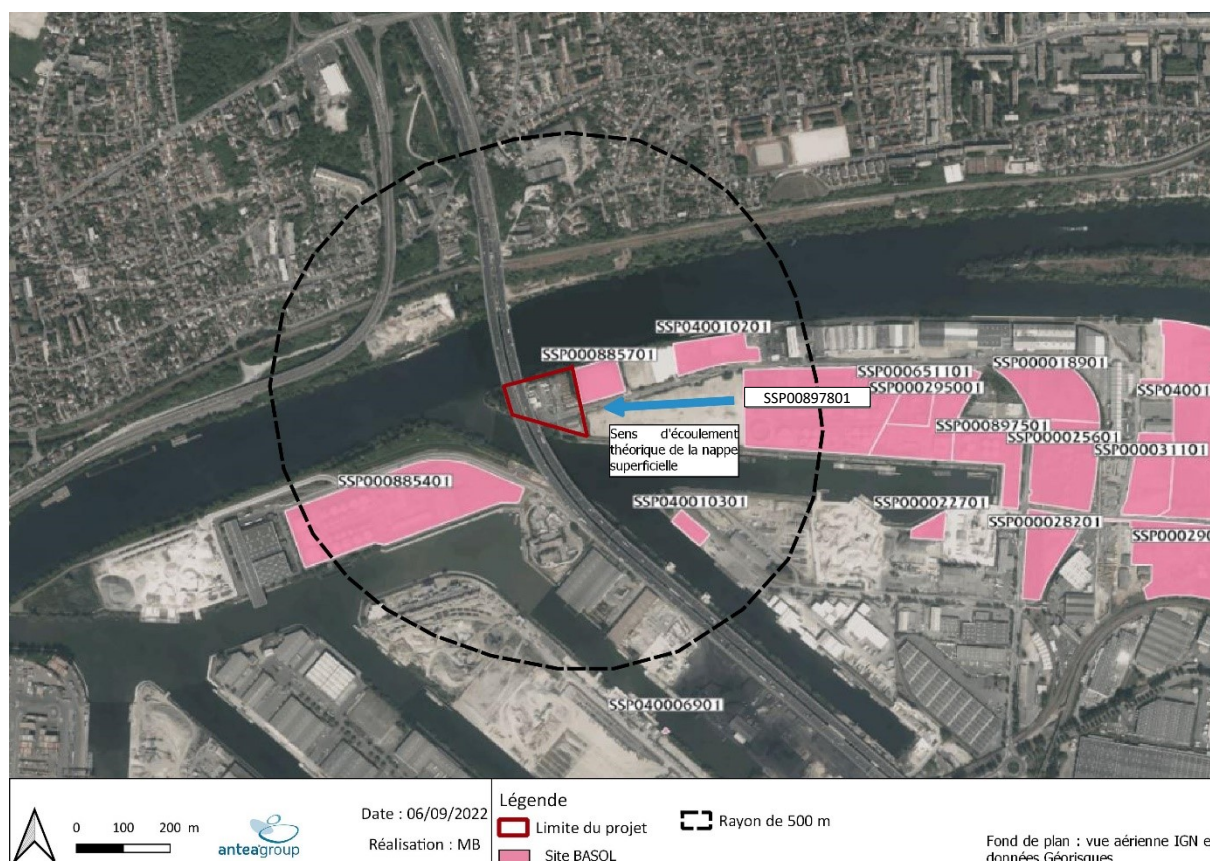 SSP040010201
SSP000885701
SSP000651101
SSP000018901
SSP000295001
SSP04001
SSP00897801
Sens d'écoulement
théorique de la nappe
superficielle
SSP000897501
SSP000025601
SSP000031101
SSP000885401
SSP040010301
SSP000022701
SSP000028201
SSP00029
SSP040006901
0 100 200 m
anteagroup
Date : 06/09/2022
Réalisation : MB
Légende
Limite du projet
Site BASOL
Rayon de 500 m
Fond de plan : vue aérienne IGN e
données Géorisques